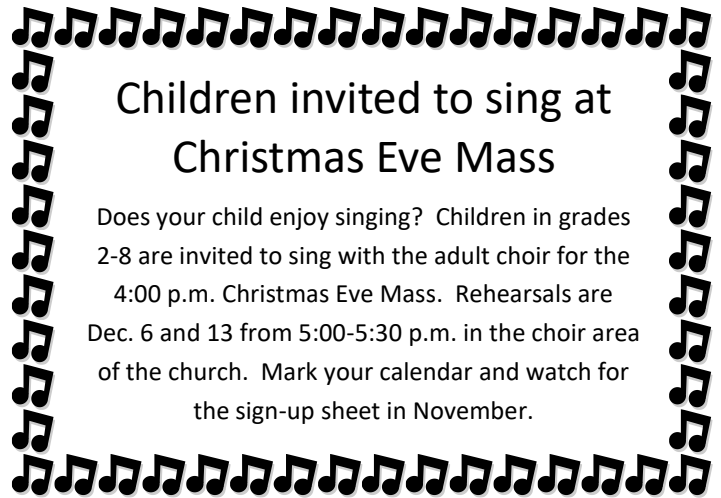 Children invited to sing at
Christmas Eve Mass
Does your child enjoy singing?  Children in grades
2-8 are invited to sing with the adult choir for the
4:00 p.m. Christmas Eve Mass.  Rehearsals are
Dec. 6 and 13 from 5:00-5:30 p.m. in the choir area
of the church.  Mark your calendar and watch for
the sign-up sheet in November.